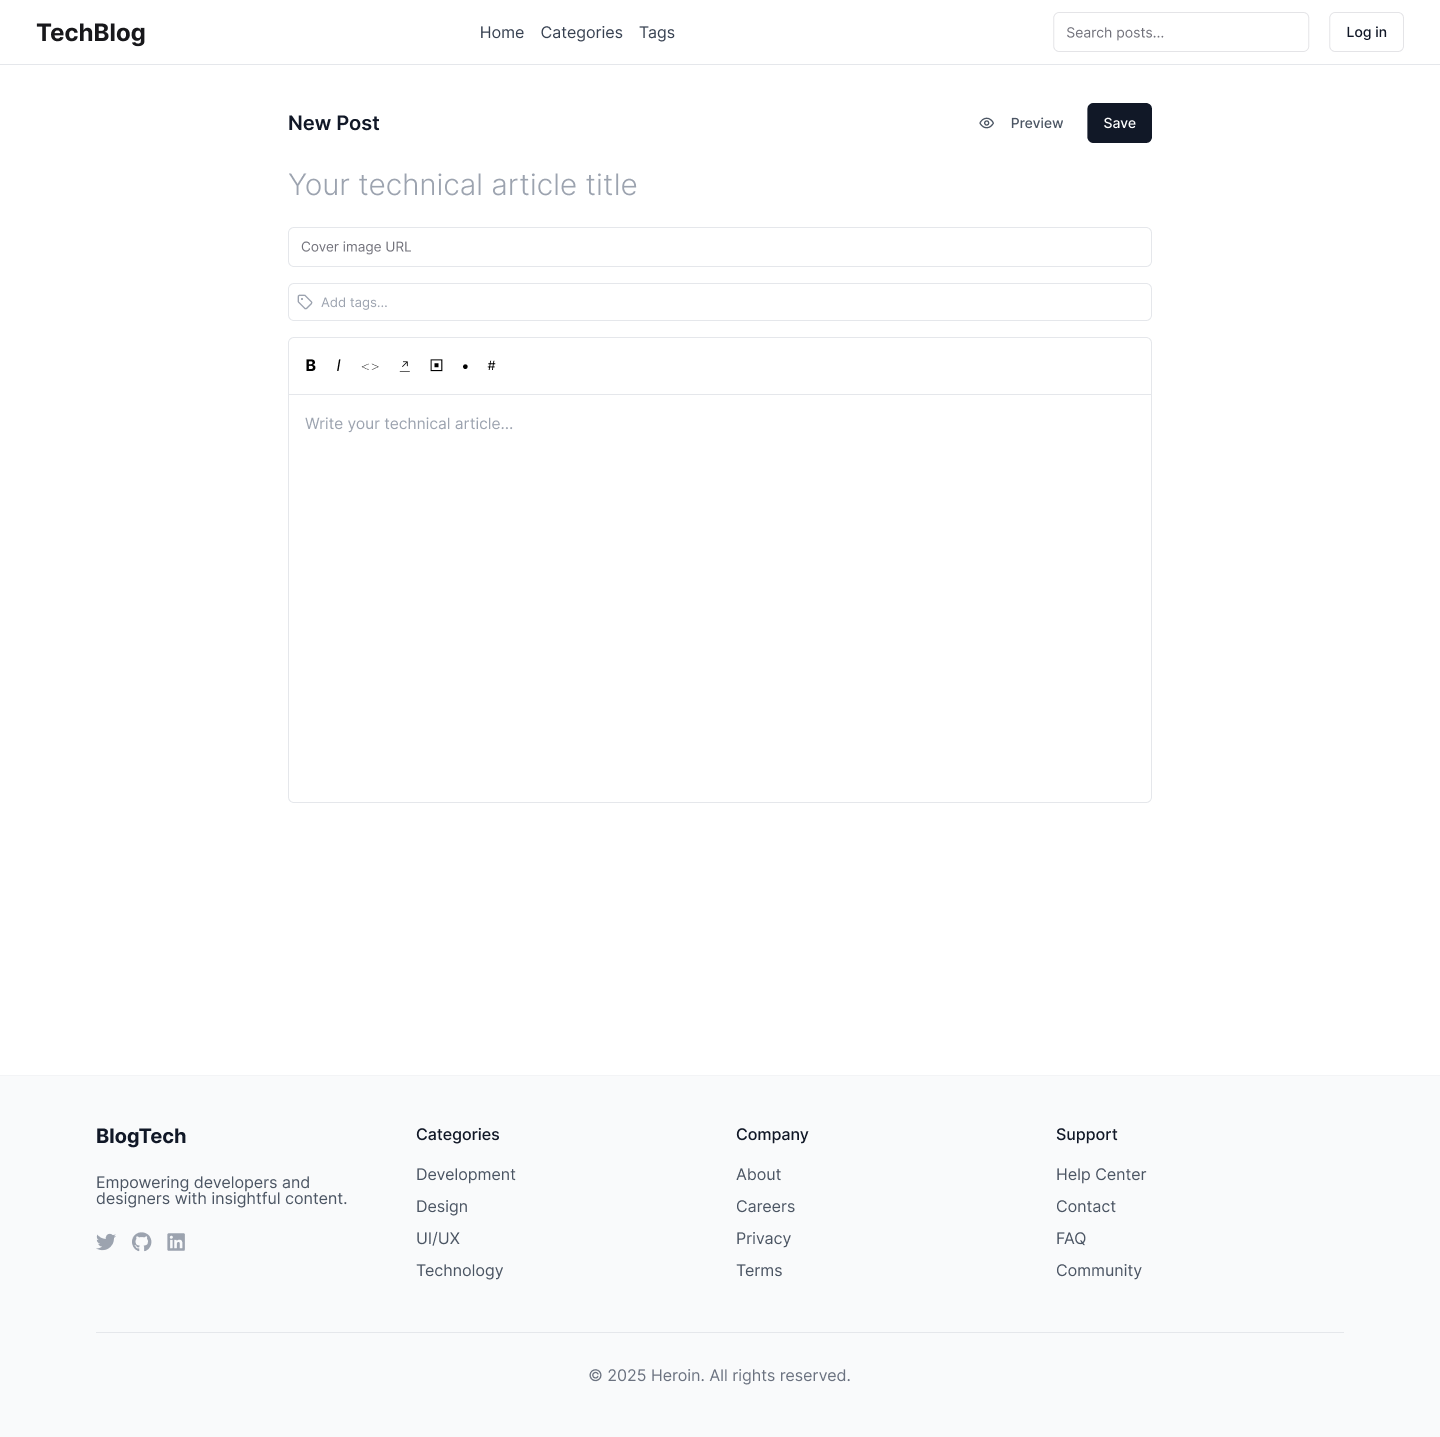 TechBlog
Home Categories Tags
Search posts...
Log in
New Post
Preview
Save
Your technical article title
Cover image URL
Add tags...
B I <> ↗ ▣ • #
Write your technical article...
BlogTech
Empowering developers and
designers with insightful content.
Categories
Development
Design
UI/UX
Technology
Company
About
Careers
Privacy
Terms
Support
Help Center
Contact
FAQ
Community
© 2025 Heroin. All rights reserved.